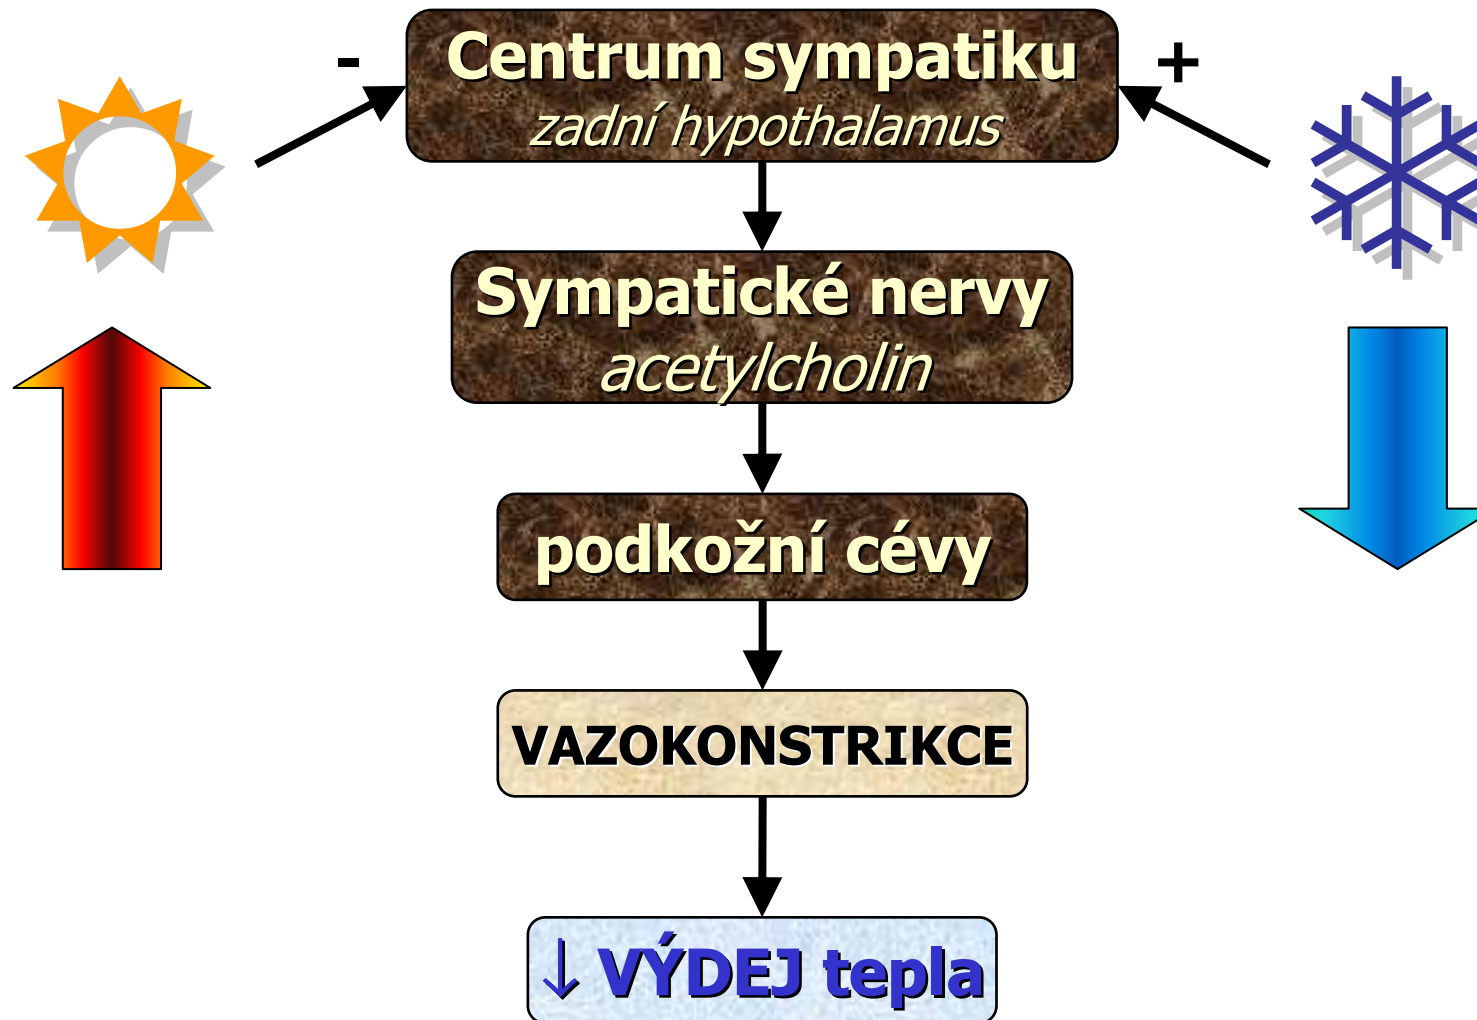 -
+
Centrum sympatiku
zadní hypothalamus
Sympatické nervy
acetylcholin
podkožní cévy
VAZOKONSTRIKCE
↓ VÝDEJ tepla